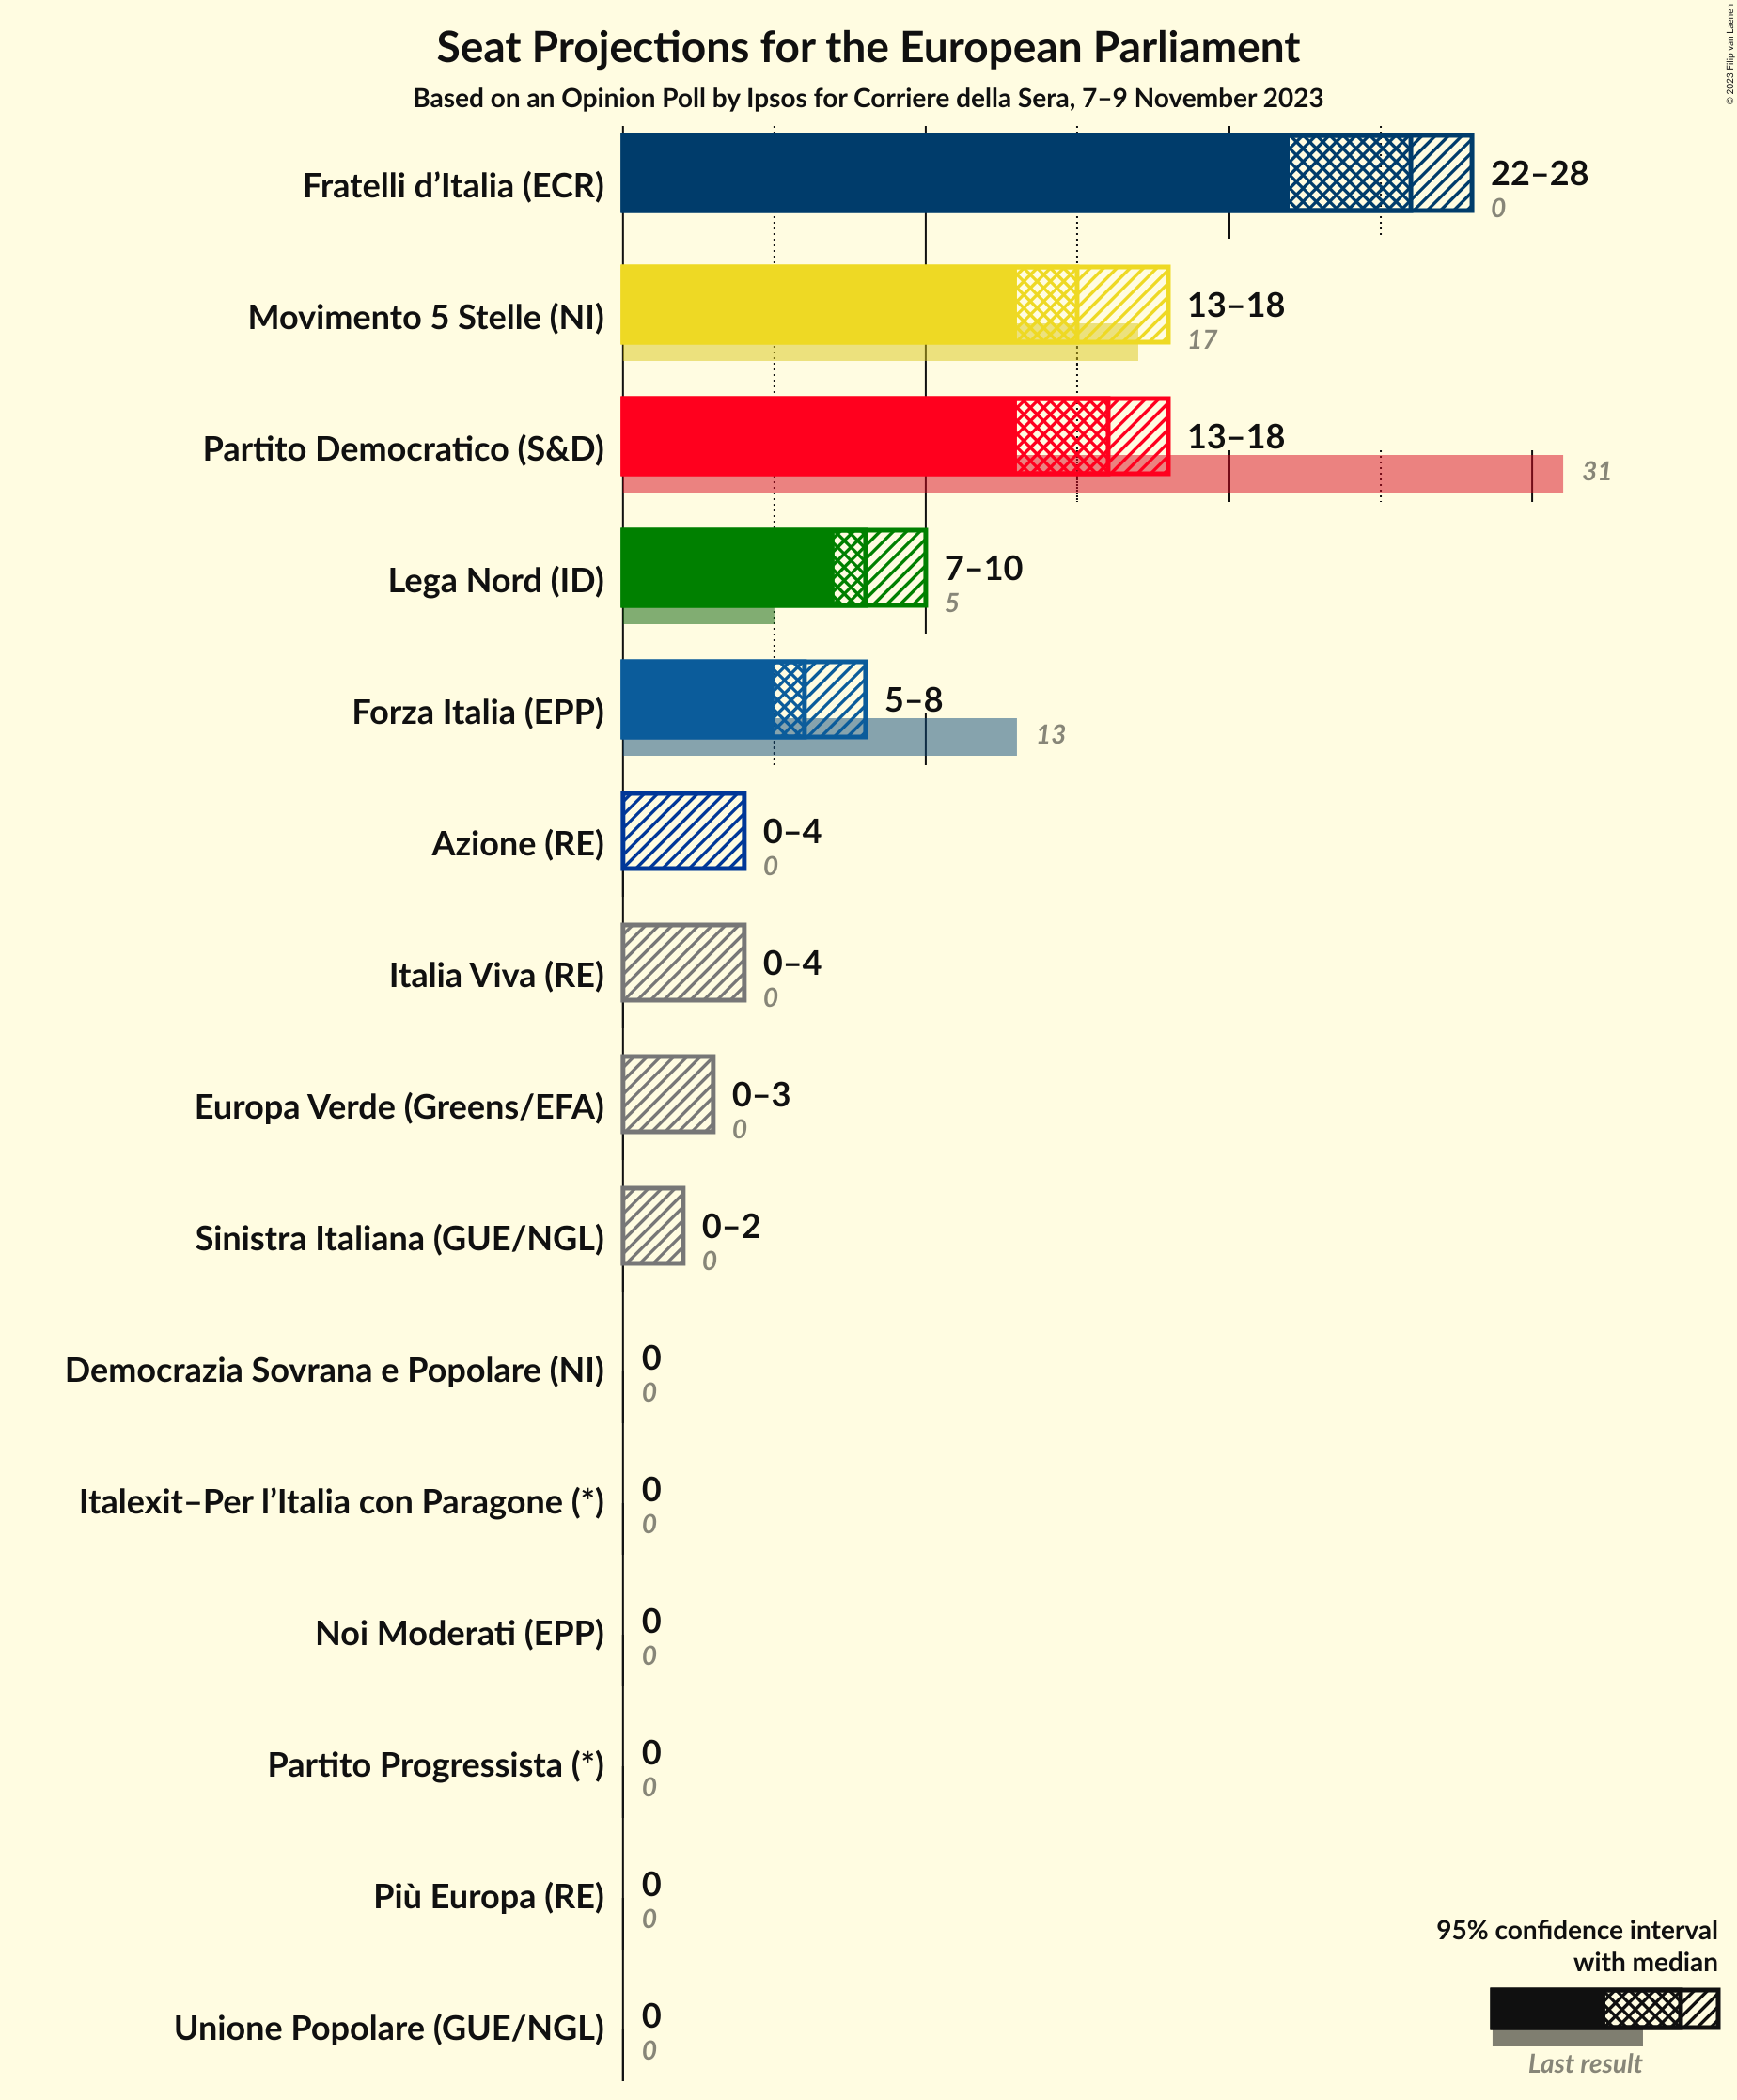 Seat Projections for the European Parliament
Based on an Opinion Poll by Ipsos for Corriere della Sera, 7–9 November 2023
© 2023 Filip van Laenen
Fratelli d’Italia (ECR)
22–28
0
Movimento 5 Stelle (NI)
13–18
17
Partito Democratico (S&D)
13–18
31
Lega Nord (ID)
7–10
5
Forza Italia (EPP)
5–8
13
Azione (RE)
0–4
0
Italia Viva (RE)
0–4
0
Europa Verde (Greens/EFA)
0–3
0
Sinistra Italiana (GUE/NGL)
0–2
0
Democrazia Sovrana e Popolare (NI)
0
0
Italexit–Per l’Italia con Paragone (*)
0
0
Noi Moderati (EPP)
0
0
Partito Progressista (*)
0
0
Più Europa (RE)
0
0
Unione Popolare (GUE/NGL)
0
0
95% confidence interval
with median
Last result